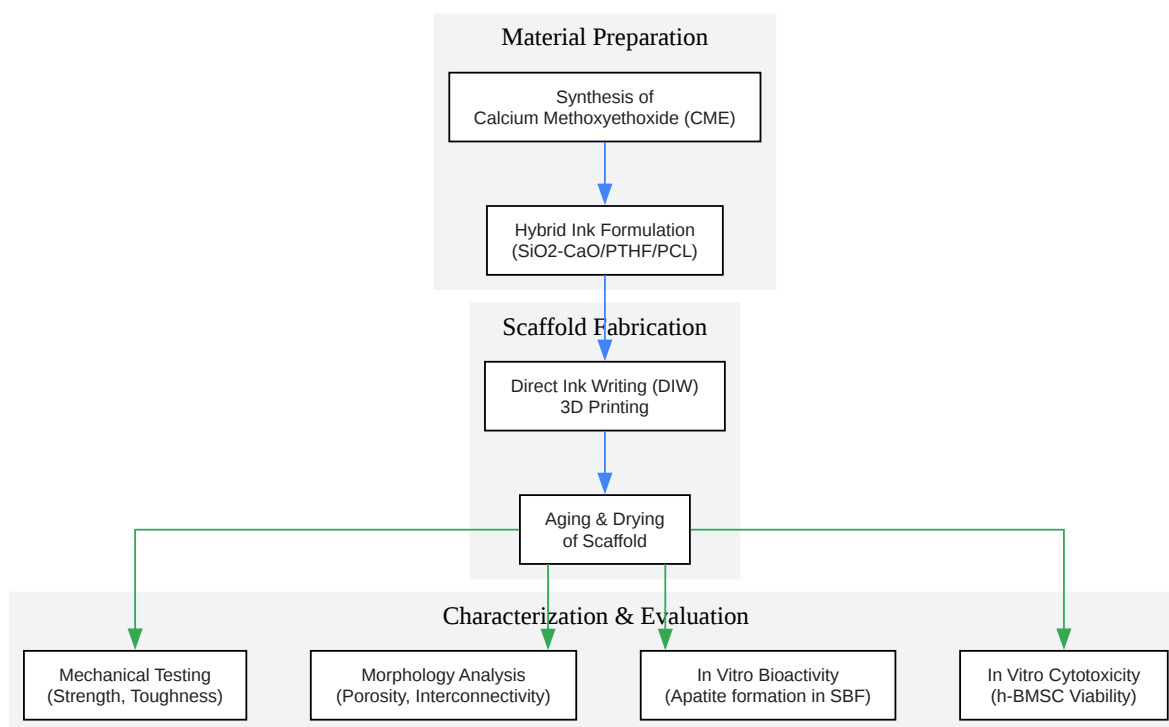 Material Preparation
Synthesis of
Calcium Methoxyethoxide (CME)
Hybrid Ink Formulation
(SiO2-CaO/PTHF/PCL)
Scaffold Fabrication
Direct Ink Writing (DIW)
3D Printing
Aging & Drying
of Scaffold
Characterization & Evaluation
Mechanical Testing
(Strength, Toughness)
Morphology Analysis
(Porosity, Interconnectivity)
In Vitro Bioactivity
(Apatite formation in SBF)
In Vitro Cytotoxicity
(h-BMSC Viability)